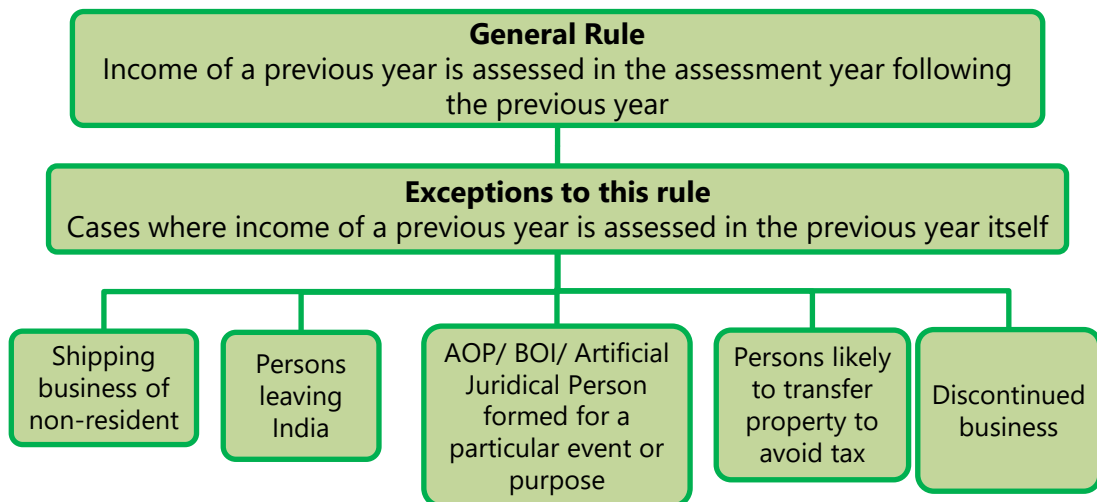 General Rule
Income of a previous year is assessed in the assessment year following
the previous year
Exceptions to this rule
Cases where income of a previous year is assessed in the previous year itself
Shipping
business of
non-resident
Persons
leaving
India
AOP/ BOI/ Artificial
Juridical Person
formed for a
particular event or
purpose
Persons likely
to transfer
property to
avoid tax
Discontinued
business